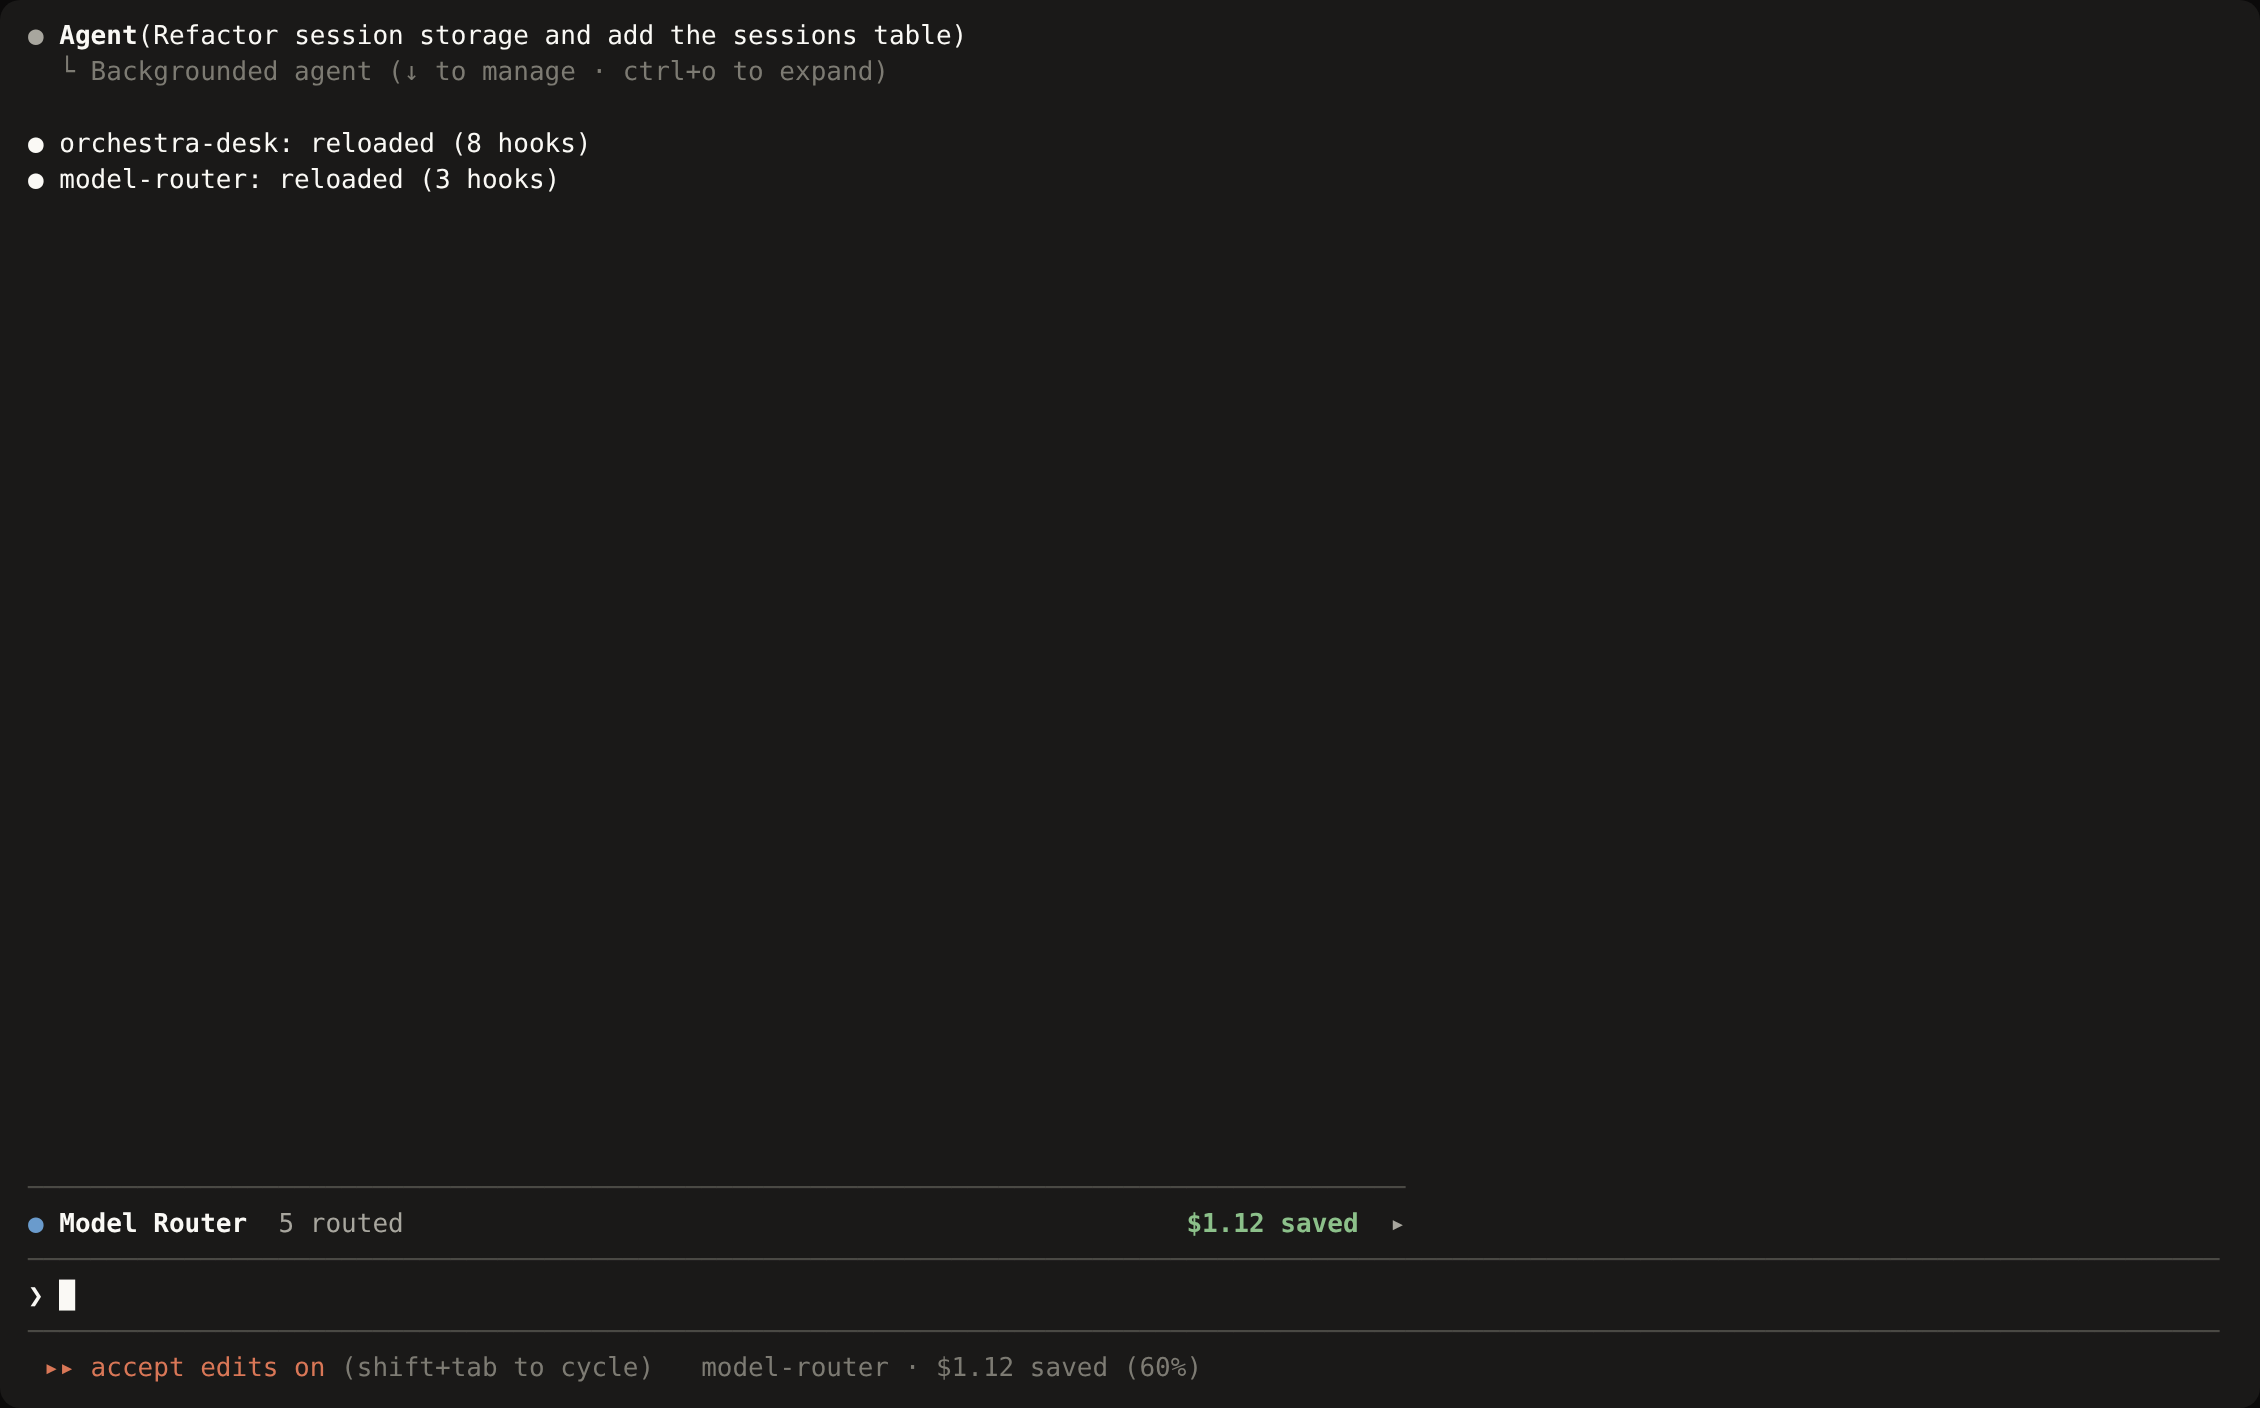 ● Agent(Refactor session storage and add the sessions table)
└ Backgrounded agent (↓ to manage · ctrl+o to expand)
● orchestra-desk: reloaded (8 hooks)
● model-router: reloaded (3 hooks)
● Model Router  5 routed  $1.12 saved  ▸
❯
▸▸ accept edits on (shift+tab to cycle)   model-router · $1.12 saved (60%)